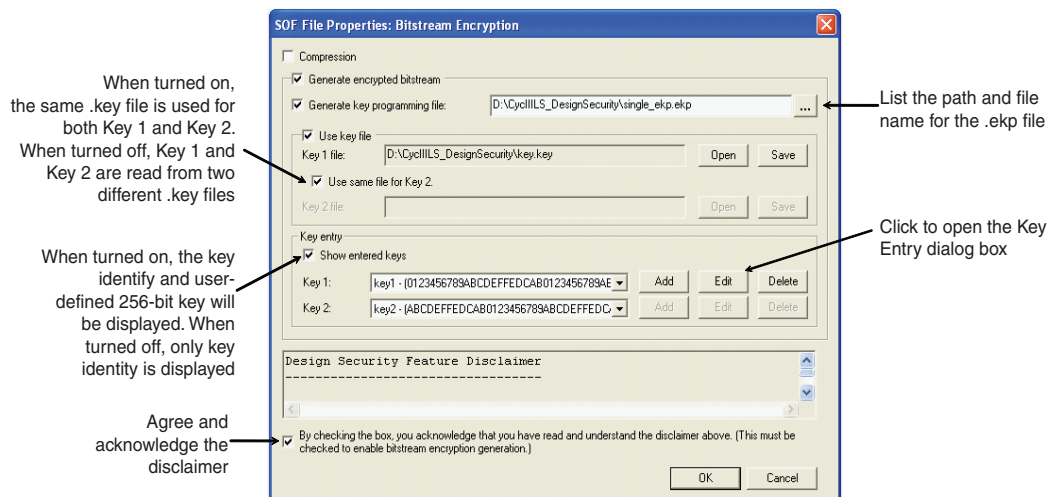 SOF File Properties: Bitstream Encryption
Compression
Generate encrypted bitstream
Generate key programming file:
D:\CycIIILS_DesignSecurity\single_ekp.ekp
...
Use key file
Key 1 file:
D:\CycIIILS_DesignSecurity\key.key
Open
Save
Use same file for Key 2.
Key 2 file:
Open
Save
Key entry
Show entered keys
Key 1:
key1 - (0123456789ABCDEFFEDCAB0123456789AE
Add
Edit
Delete
Key 2:
key2 - (ABCDEFFEDCAB0123456789ABCDEFFEDC
Add
Edit
Delete
Design Security Feature Disclaimer
----------------------------------
By checking the box, you acknowledge that you have read and understand the disclaimer above. (This must be
checked to enable bitstream encryption generation.)
OK
Cancel
When turned on,
the same .key file is used for
both Key 1 and Key 2.
When turned off, Key 1 and
Key 2 are read from two
different .key files
When turned on, the key
identify and user-
defined 256-bit key will
be displayed. When
turned off, only key
identity is displayed
Agree and
acknowledge the
disclaimer
List the path and file
name for the .ekp file
Click to open the Key
Entry dialog box